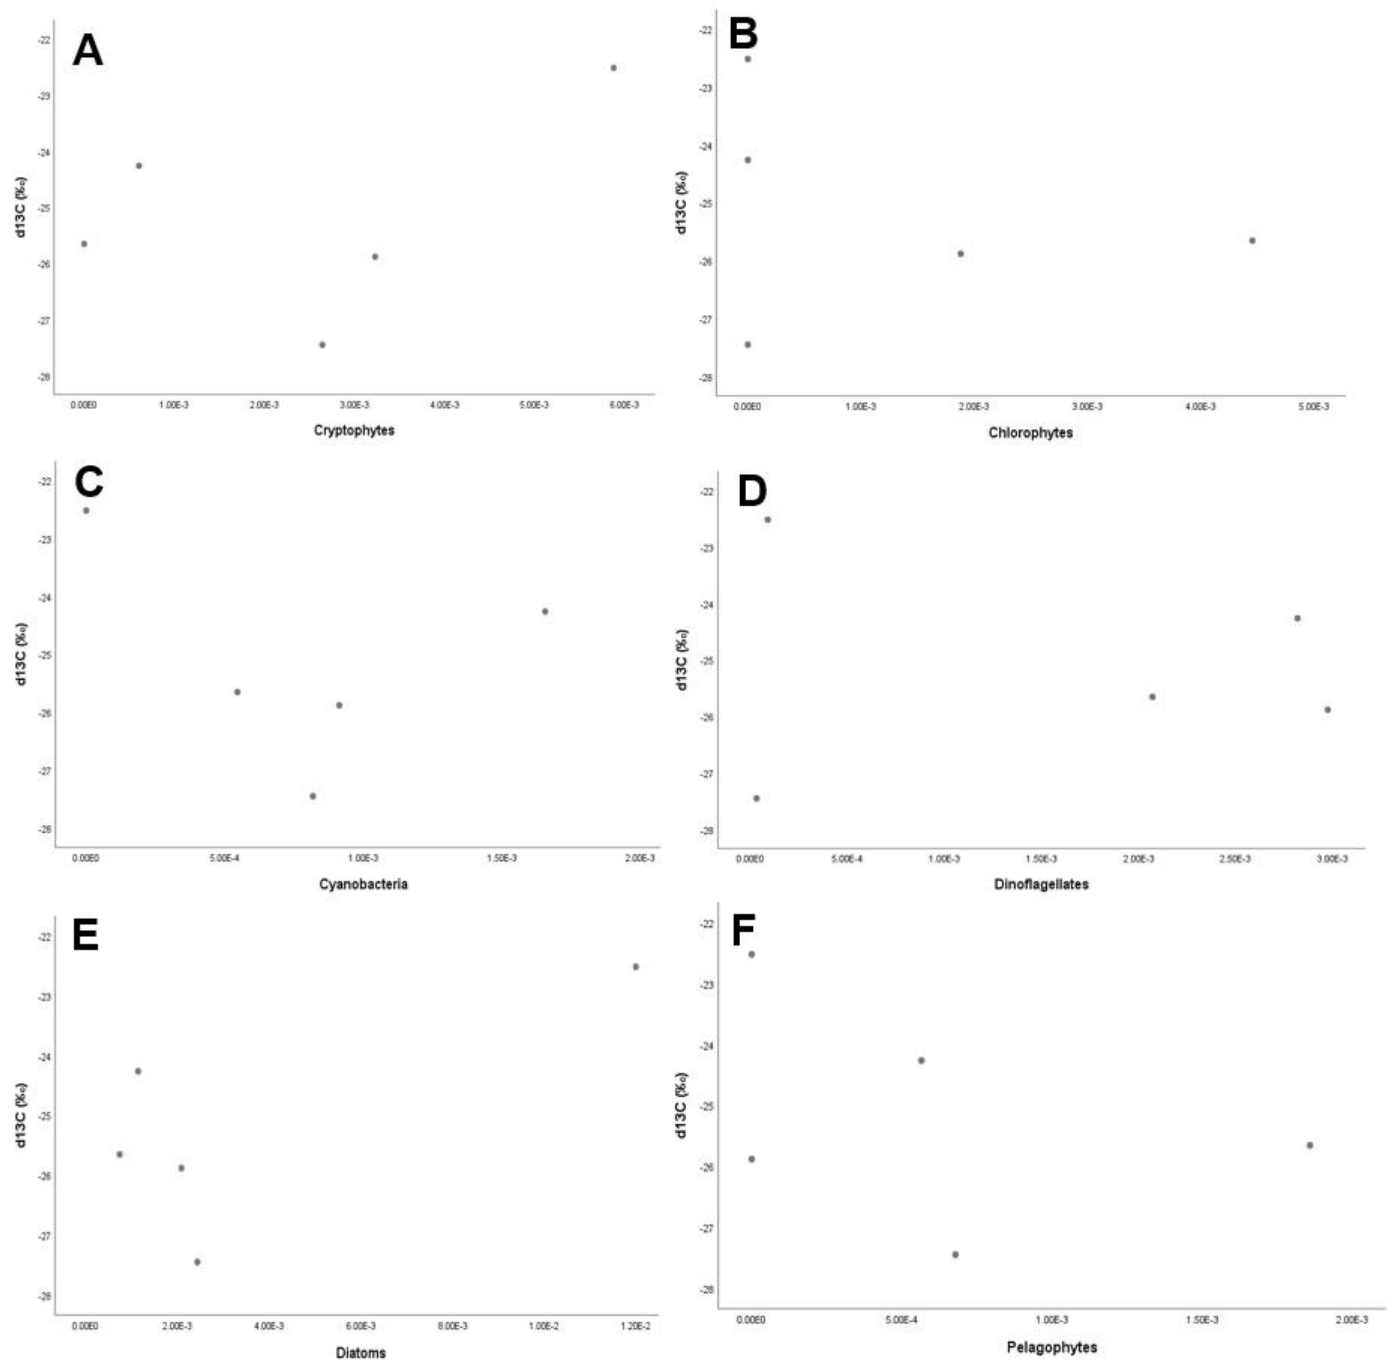 A
-22
-23
-24
-25
-26
-27
-28
d13C (‰)
0.00E0 1.00E-3 2.00E-3 3.00E-3 4.00E-3 5.00E-3 6.00E-3
Cryptophytes
B
-22
-23
-24
-25
-26
-27
-28
d13C (‰)
0.00E0 1.00E-3 2.00E-3 3.00E-3 4.00E-3 5.00E-3
Chlorophytes
C
-22
-23
-24
-25
-26
-27
-28
d13C (‰)
0.00E0 5.00E-4 1.00E-3 1.50E-3 2.00E-3
Cyanobacteria
D
-22
-23
-24
-25
-26
-27
-28
d13C (‰)
0.00E0 5.00E-4 1.00E-3 1.50E-3 2.00E-3 2.50E-3 3.00E-3
Dinoflagellates
E
-22
-23
-24
-25
-26
-27
-28
d13C (‰)
0.00E0 2.00E-3 4.00E-3 6.00E-3 8.00E-3 1.00E-2 1.20E-2
Diatoms
F
-22
-23
-24
-25
-26
-27
-28
d13C (‰)
0.00E0 5.00E-4 1.00E-3 1.50E-3 2.00E-3
Pelagophytes